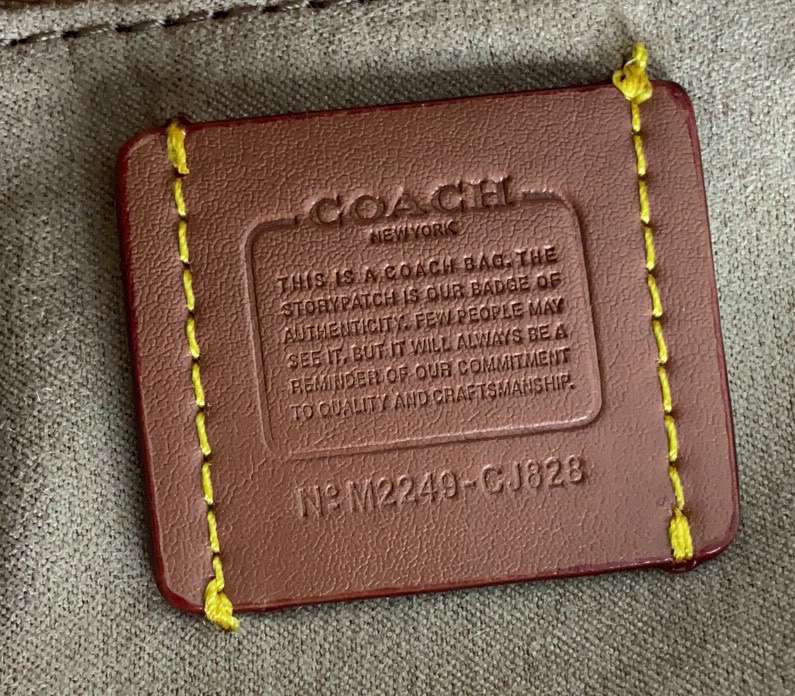 COACH
NEW YORK
THIS IS A COACH BAG. THE
STORYPATCH IS OUR BADGE OF
AUTHENTICITY. FEW PEOPLE MAY
SEE IT, BUT IT WILL ALWAYS BE A
REMINDER OF OUR COMMITMENT
TO QUALITY AND CRAFTSMANSHIP.
Nº M2249-CJ828